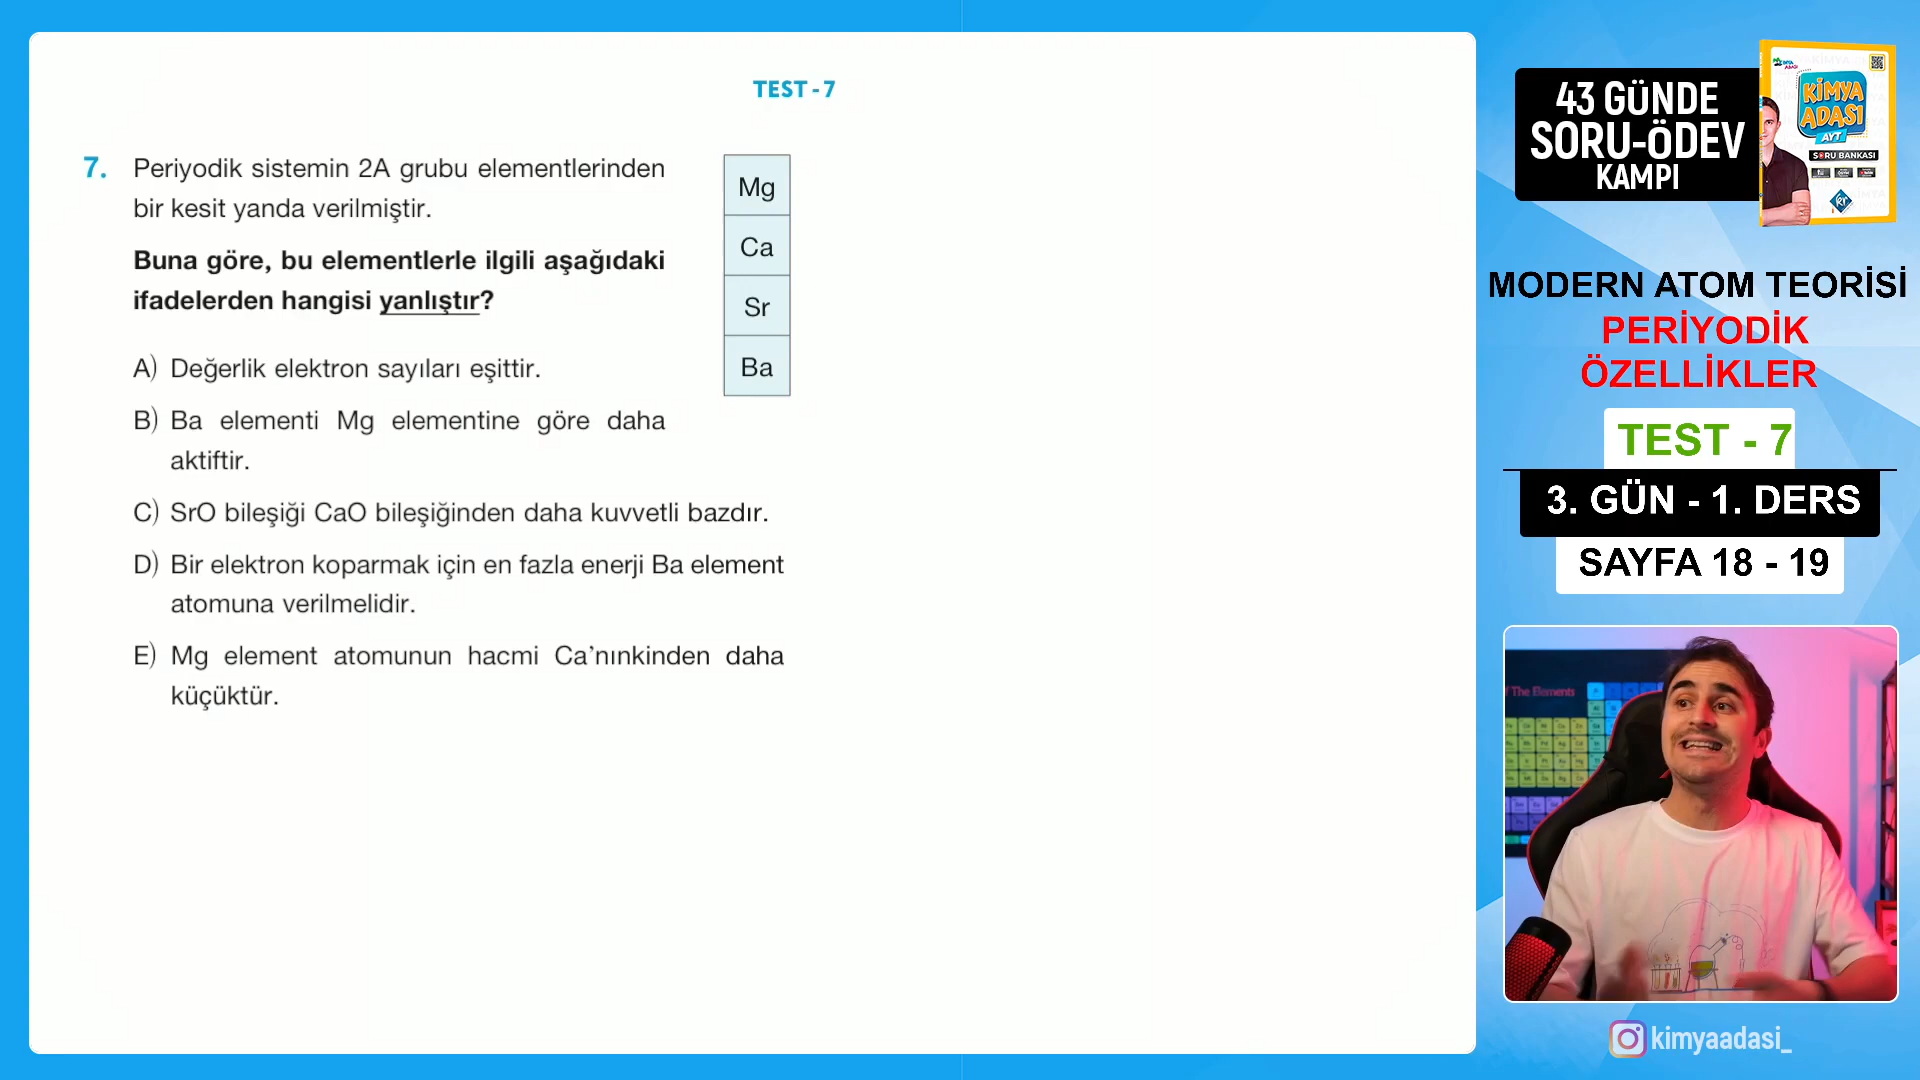 TEST - 7
7. Periyodik sistemin 2A grubu elementlerinden
bir kesit yanda verilmiştir.
Buna göre, bu elementlerle ilgili aşağıdaki
ifadelerden hangisi yanlıştır?
A) Değerlik elektron sayıları eşittir.
B) Ba elementi Mg elementine göre daha
aktiftir.
C) SrO bileşiği CaO bileşiğinden daha kuvvetli bazdır.
D) Bir elektron koparmak için en fazla enerji Ba element
atomuna verilmelidir.
E) Mg element atomunun hacmi Ca’nınkinden daha
küçüktür.
Mg
Ca
Sr
Ba
43 GÜNDE
SORU-ÖDEV
KAMPI
KİMYA
ADASI
AYT
SORU BANKASI
MODERN ATOM TEORİSİ
PERİYODİK
ÖZELLİKLER
TEST - 7
3. GÜN - 1. DERS
SAYFA 18 - 19
f The Elements
kimyaadasi_